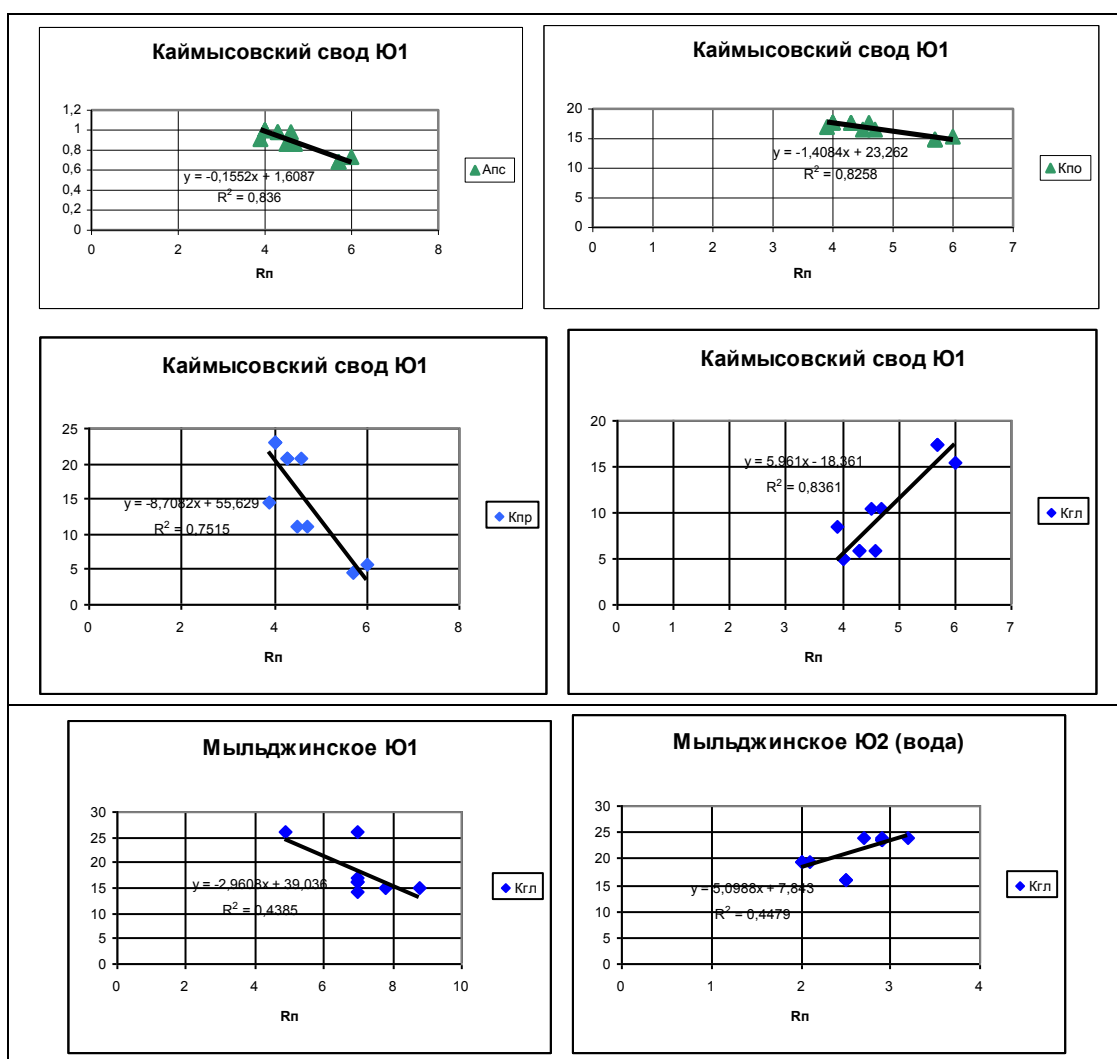 Каймысовский свод Ю1
1,2
1
0,8
0,6
0,4
0,2
0
y = -0,1552x + 1,6087
R² = 0,836
0 2 4 6 8
Rп
Апс
Каймысовский свод Ю1
20
15
10
5
0
y = -1,4084x + 23,262
R² = 0,8258
0 1 2 3 4 5 6 7
Rп
Кпо
Каймысовский свод Ю1
25
20
15
10
5
0
y = -8,7082x + 55,629
R² = 0,7515
0 2 4 6 8
Rп
Кпр
Каймысовский свод Ю1
20
15
10
5
0
y = 5,961x - 18,361
R² = 0,8361
0 1 2 3 4 5 6 7
Rп
Кгл
Мыльджинское Ю1
30
25
20
15
10
5
0
y = -2,9608x + 39,036
R² = 0,4385
0 2 4 6 8 10
Rп
Кгл
Мыльджинское Ю2 (вода)
30
25
20
15
10
5
0
y = 5,0988x + 7,843
R² = 0,4479
0 1 2 3 4
Rп
Кгл